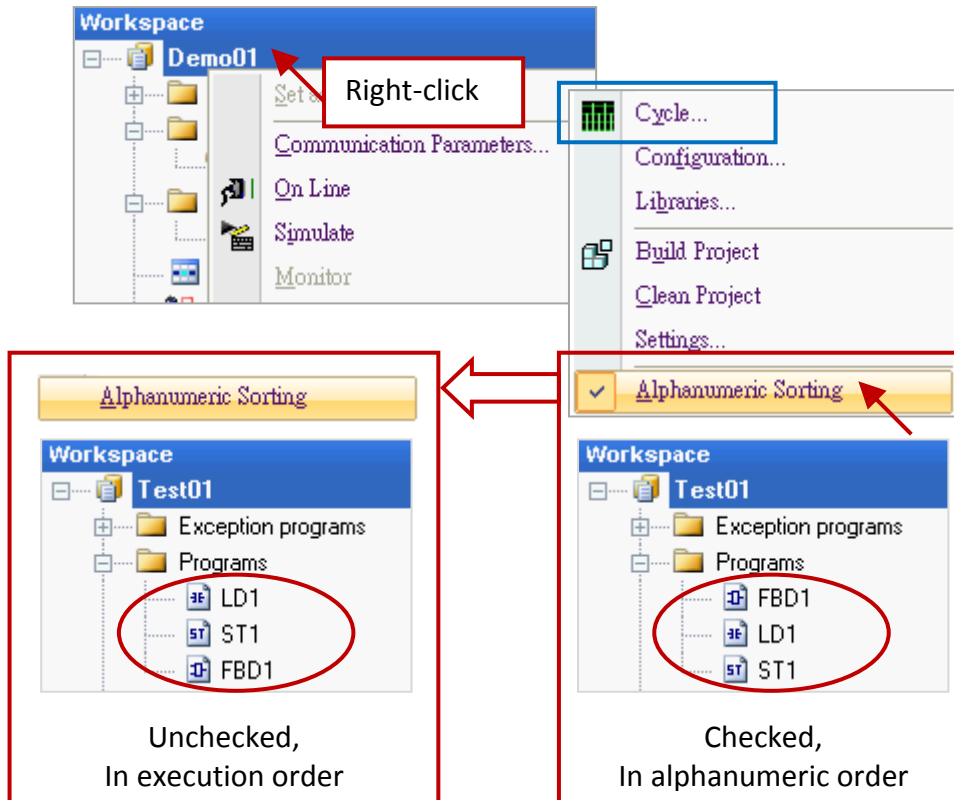 Workspace
Demo01
Right-click
Set a
Communication Parameters...
On Line
Simulate
Monitor
Cycle...
Configuration...
Libraries...
Build Project
Clean Project
Settings...
Alphanumeric Sorting
Alphanumeric Sorting
Workspace
Test01
Exception programs
Programs
LD1
ST ST1
FBD1
Unchecked,
In execution order
Workspace
Test01
Exception programs
Programs
FBD1
LD1
ST ST1
Checked,
In alphanumeric order